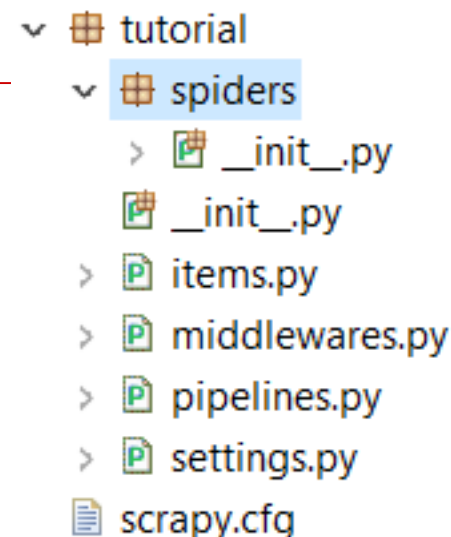 tutorial
spiders
__init__.py
__init__.py
items.py
middlewares.py
pipelines.py
settings.py
scrapy.cfg